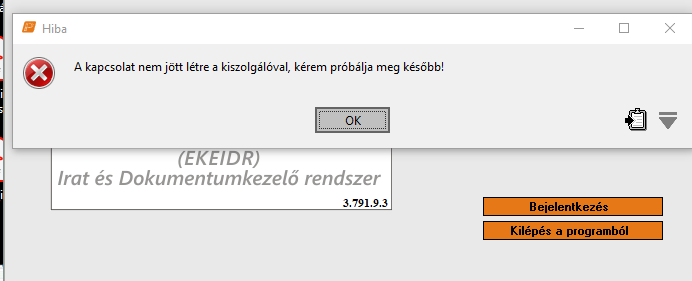 Hiba
A kapcsolat nem jött létre a kiszolgálóval, kérem próbálja meg később!
OK
(EKEIDR)
Irat és Dokumentumkezelő rendszer
3.791.9.3
Bejelentkezés
Kilépés a programból